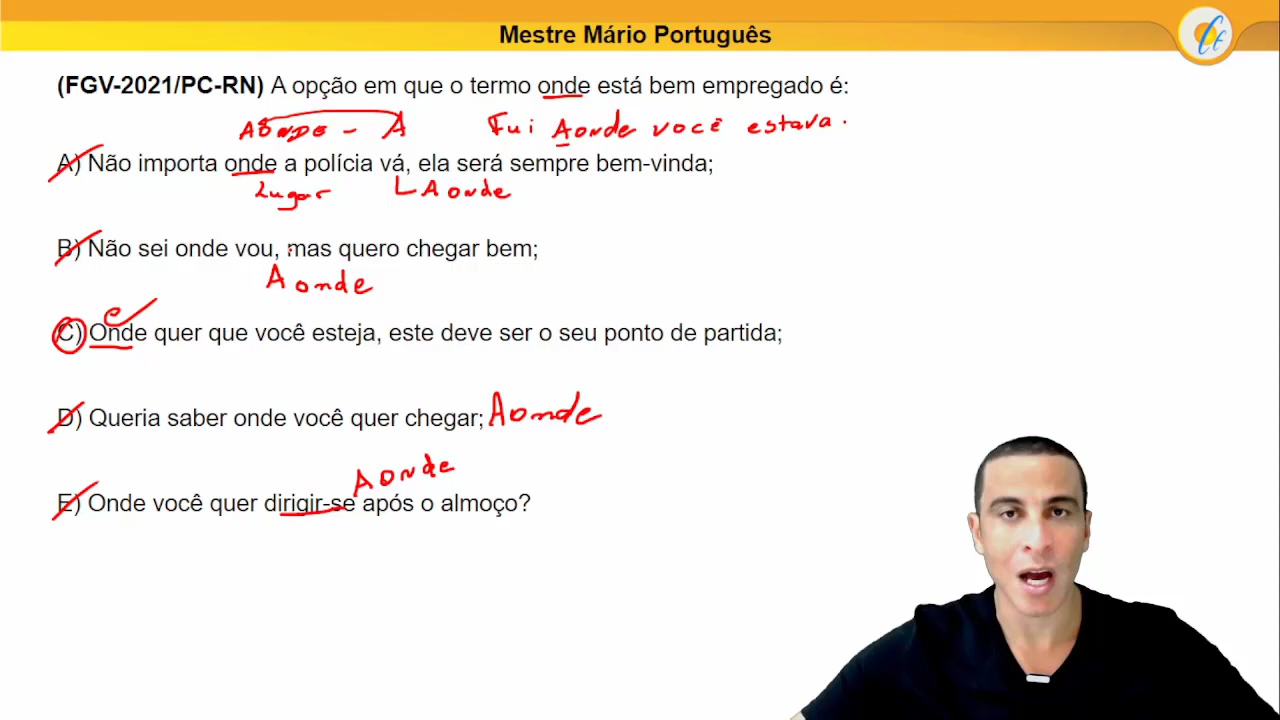 Mestre Mário Português
(FGV-2021/PC-RN) A opção em que o termo onde está bem empregado é:
AONDE - A Fui Aonde você estava.
A) Não importa onde a polícia vá, ela será sempre bem-vinda;
Lugar Aonde
B) Não sei onde vou, mas quero chegar bem;
Aonde
C) Onde quer que você esteja, este deve ser o seu ponto de partida;
D) Queria saber onde você quer chegar; Aonde
Aonde
E) Onde você quer dirigir-se após o almoço?